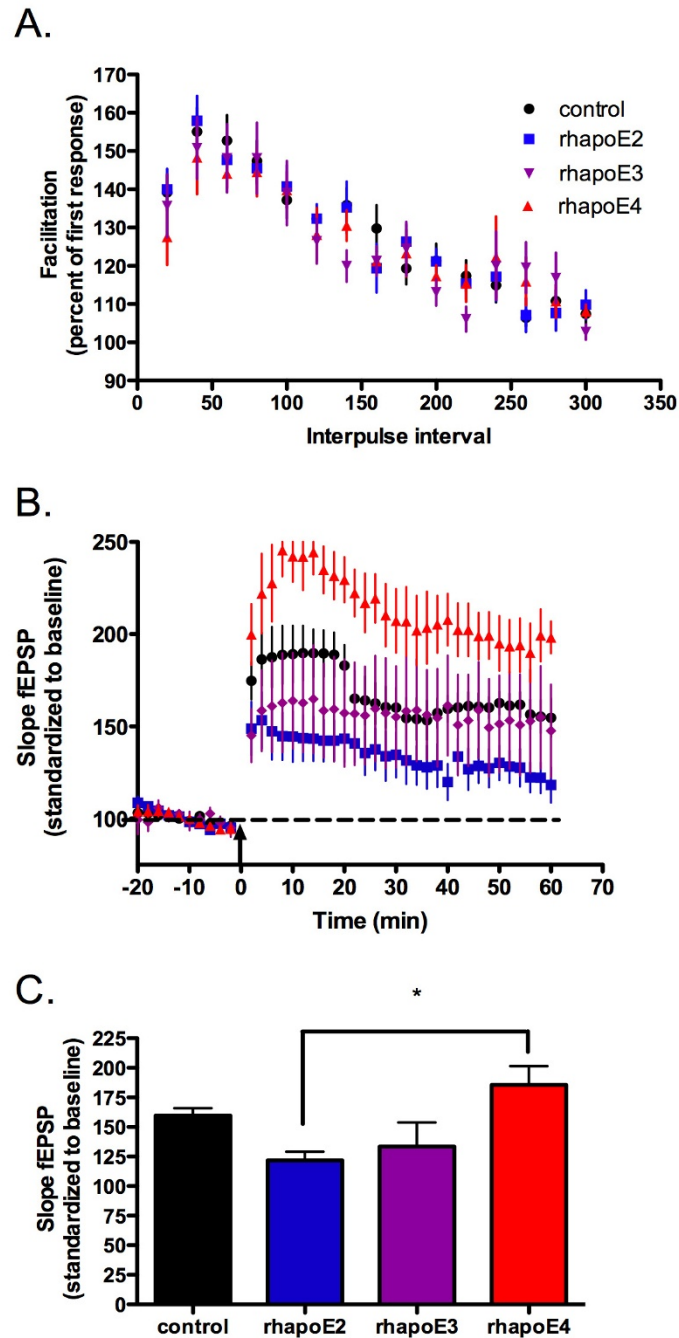 A.
Facilitation
(percent of first response)
170
160
150
140
130
120
110
100
90
0
50
100
150
200
250
300
350
Interpulse interval
control
rhapoE2
rhapoE3
rhapoE4
B.
Slope fEPSP
(standardized to baseline)
250
200
150
100
-20
-10
0
10
20
30
40
50
60
70
Time (min)
C.
*
Slope fEPSP
(standardized to baseline)
225
200
175
150
125
100
75
50
25
0
control
rhapoE2
rhapoE3
rhapoE4